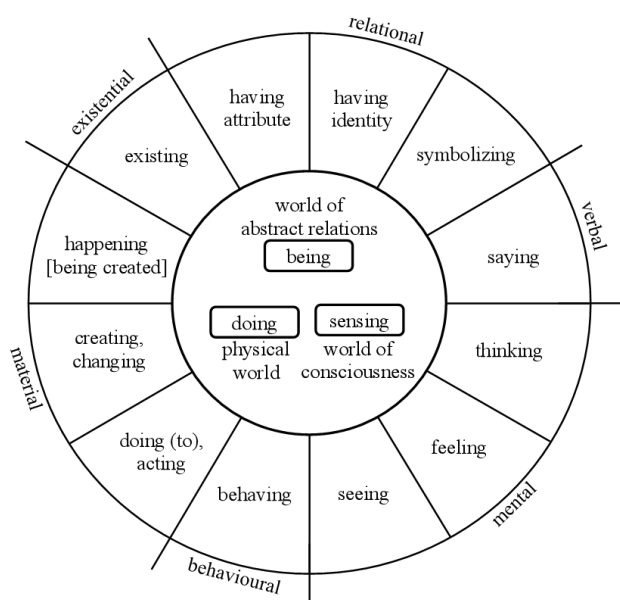 relational
existential
having
attribute
having
identity
existing
symbolizing
verbal
world of
abstract relations
being
happening
[being created]
saying
doing
sensing
physical
world
world of
consciousness
creating,
changing
thinking
material
doing (to),
acting
feeling
behaving
seeing
mental
behavioural